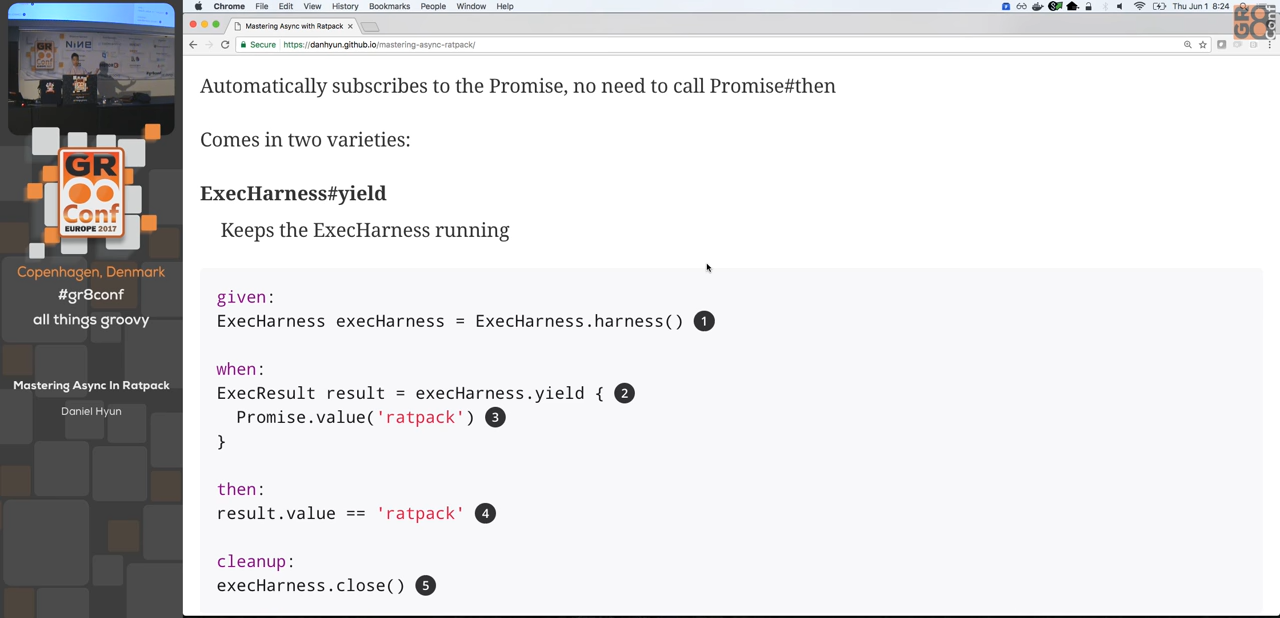 Chrome File Edit View History Bookmarks People Window Help
Thu Jun 1 8:24
Mastering Async with Ratpack
Secure https://danhyun.github.io/mastering-async-ratpack/
GR8 Conf
Automatically subscribes to the Promise, no need to call Promise#then
Comes in two varieties:
ExecHarness#yield
Keeps the ExecHarness running
given:
ExecHarness execHarness = ExecHarness.harness() 1
when:
ExecResult result = execHarness.yield { 2
Promise.value('ratpack') 3
}
then:
result.value == 'ratpack' 4
cleanup:
execHarness.close() 5
GR
Conf
EUROPE 2017
Copenhagen, Denmark
#gr8conf
all things groovy
Mastering Async In Ratpack
Daniel Hyun